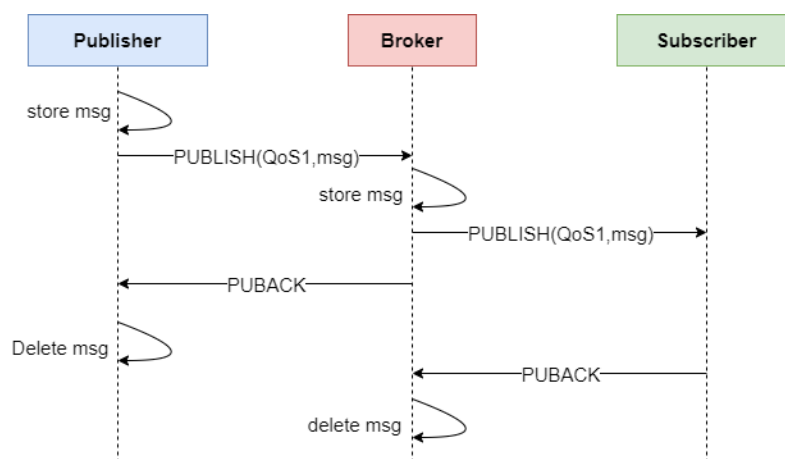 Publisher
Broker
Subscriber
store msg
PUBLISH(QoS1,msg)
store msg
PUBLISH(QoS1,msg)
PUBACK
Delete msg
PUBACK
delete msg